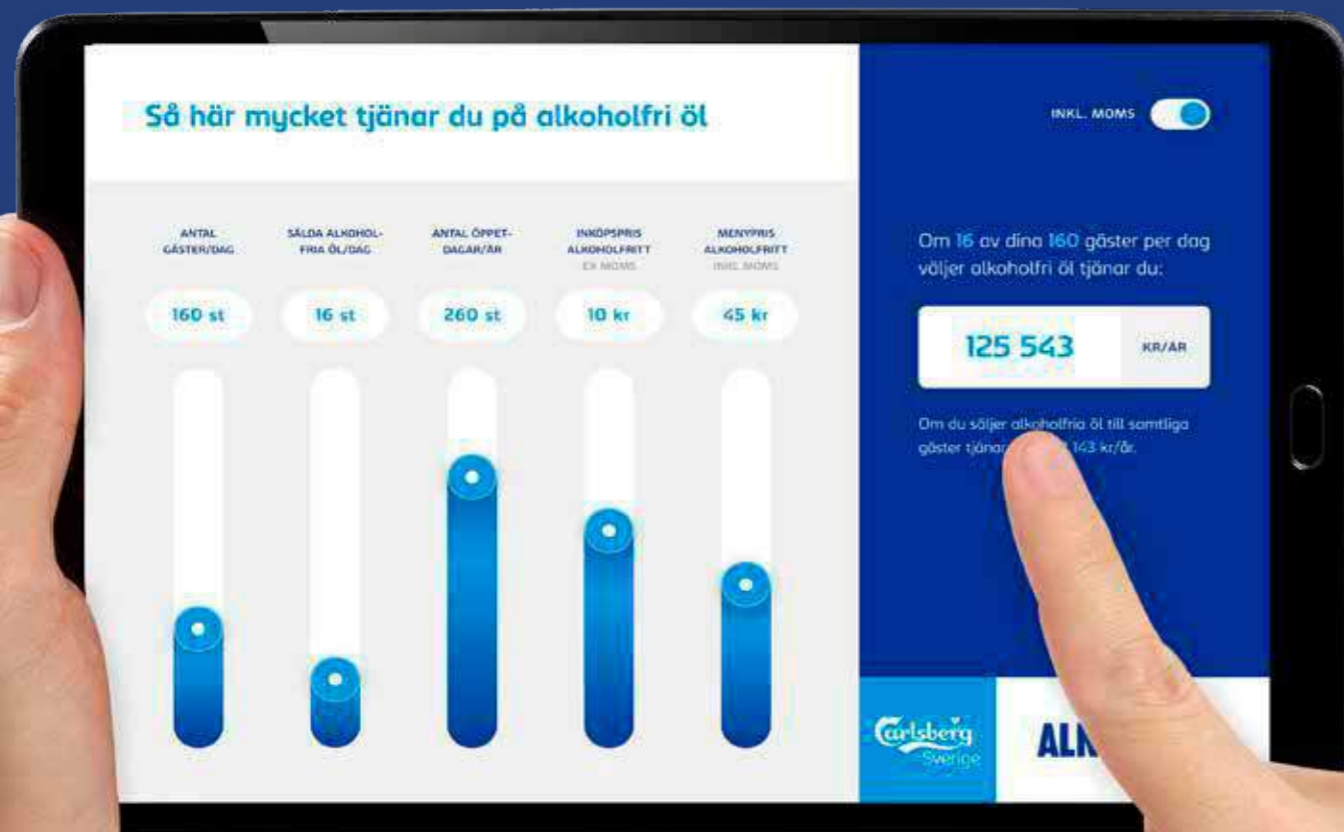 Så här mycket tjänar du på alkoholfri öl
INKL. MOMS
ANTAL
GÄSTER/DAG
SÅLDA ALKOHOL-
FRIA ÖL/DAG
ANTAL ÖPPET-
DAGAR/ÅR
INKÖPSPRIS
ALKOHOLFRITT
EX MOMS
MENYPRIS
ALKOHOLFRITT
INKL MOMS
160 st
16 st
260 st
10 kr
45 kr
Om 16 av dina 160 gäster per dag
väljer alkoholfri öl tjänar du:
125 543
KR/ÅR
Om du säljer alkoholfria öl till samtliga
gäster tjänar 143 kr/år.
Carlsberg
Sverige